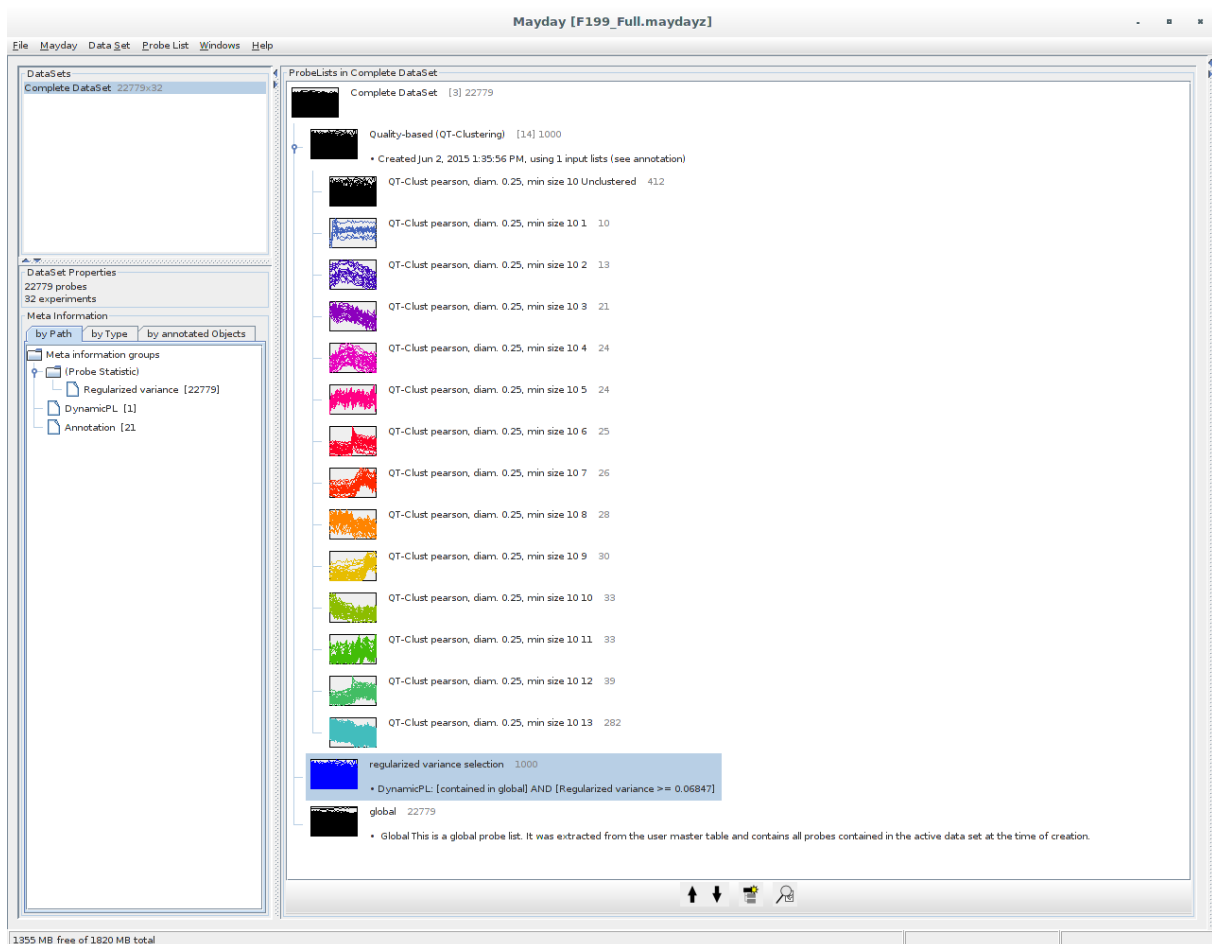 Mayday [F199_Full.maydayz]
File Mayday Data Set Probe List Windows Help
DataSets
Complete DataSet 22779x32
DataSet Properties
22779 probes
32 experiments
Meta Information
by Path by Type by annotated Objects
Meta information groups
(Probe Statistic)
Regularized variance [22779]
DynamicPL [1]
Annotation [21
ProbeLists in Complete DataSet
Complete DataSet [3] 22779
Quality-based (QT-Clustering) [14] 1000
• Created Jun 2, 2015 1:35:56 PM, using 1 input lists (see annotation)
QT-Clust pearson, diam. 0.25, min size 10 Unclustered 412
QT-Clust pearson, diam. 0.25, min size 10 1 10
QT-Clust pearson, diam. 0.25, min size 10 2 13
QT-Clust pearson, diam. 0.25, min size 10 3 21
QT-Clust pearson, diam. 0.25, min size 10 4 24
QT-Clust pearson, diam. 0.25, min size 10 5 24
QT-Clust pearson, diam. 0.25, min size 10 6 25
QT-Clust pearson, diam. 0.25, min size 10 7 26
QT-Clust pearson, diam. 0.25, min size 10 8 28
QT-Clust pearson, diam. 0.25, min size 10 9 30
QT-Clust pearson, diam. 0.25, min size 10 10 33
QT-Clust pearson, diam. 0.25, min size 10 11 33
QT-Clust pearson, diam. 0.25, min size 10 12 39
QT-Clust pearson, diam. 0.25, min size 10 13 282
regularized variance selection 1000
• DynamicPL: [contained in global] AND [Regularized variance >= 0.06847]
global 22779
• Global This is a global probe list. It was extracted from the user master table and contains all probes contained in the active data set at the time of creation.
1355 MB free of 1820 MB total